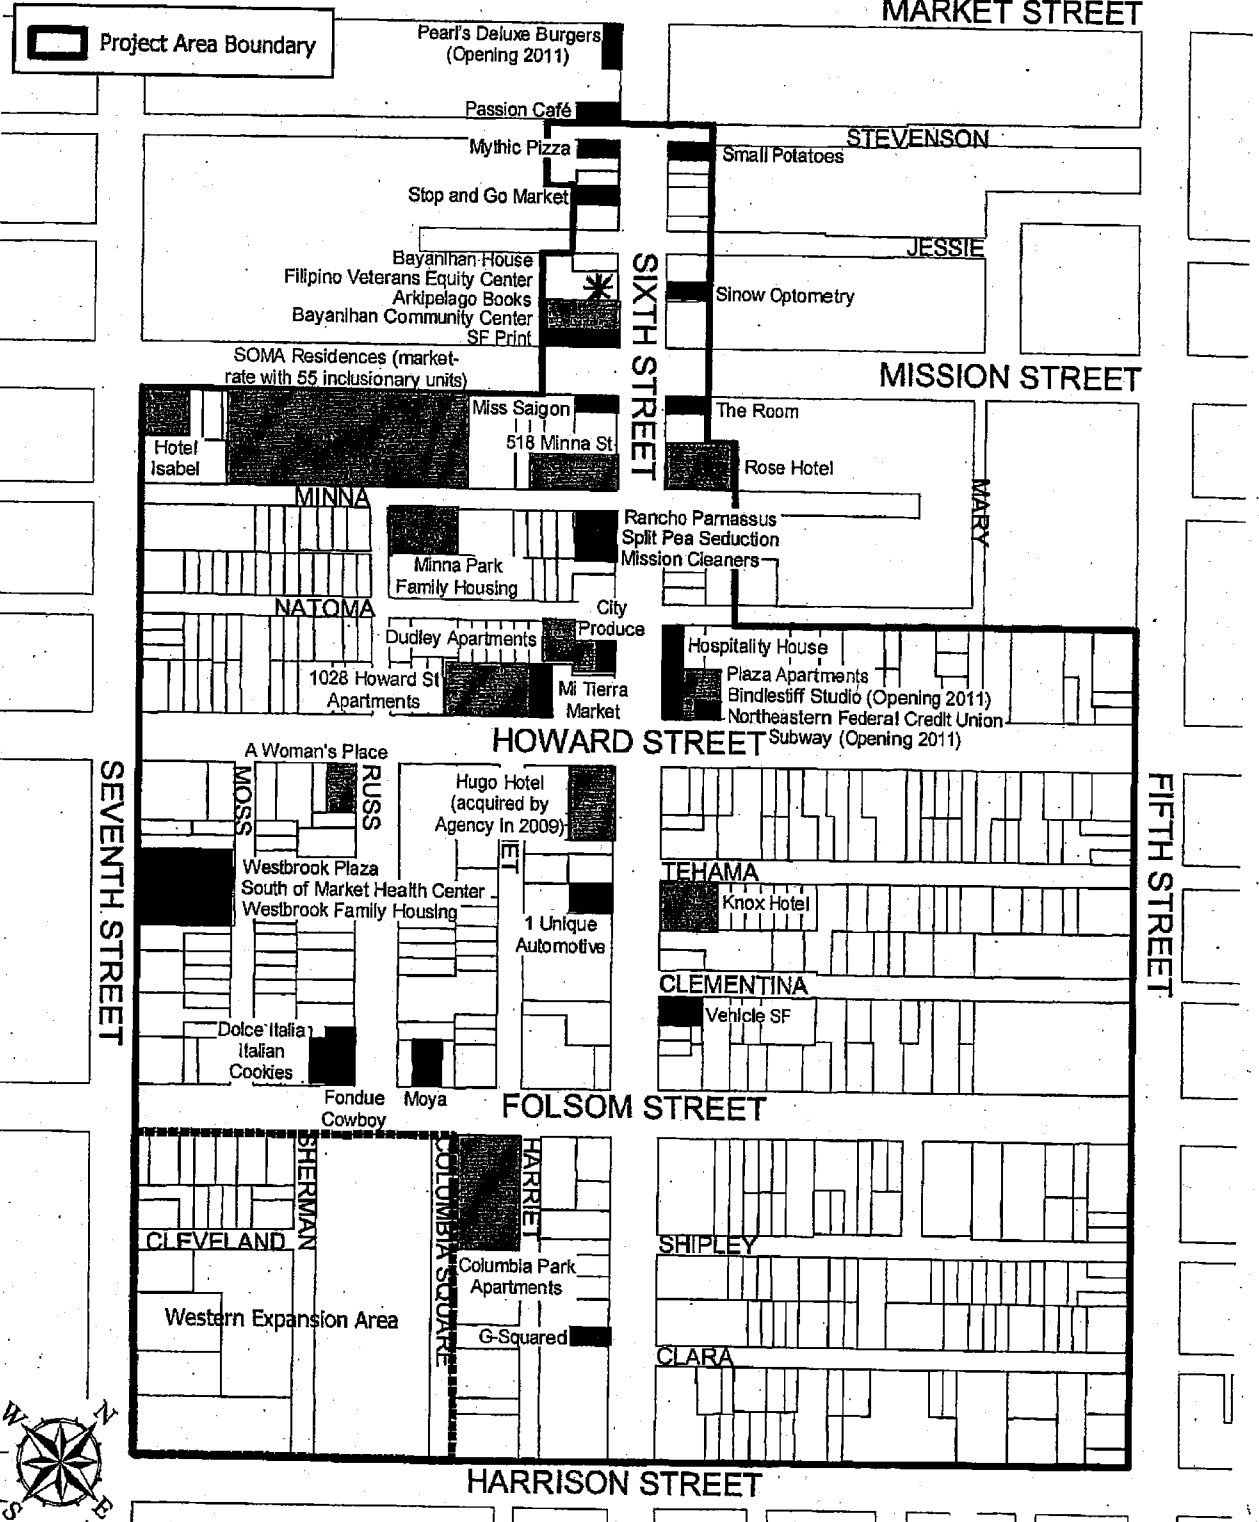 MARKET STREET
Project Area Boundary
Pearl's Deluxe Burgers
(Opening 2011)
Passion Café
STEVENSON
Mythic Pizza
Small Potatoes
Stop and Go Market
JESSIE
Bayanihan House
Filipino Veterans Equity Center
Arkipelago Books
Bayanihan Community Center
SF Print
SIXTH STREET
Sinow Optometry
SOMA Residences (market-
rate with 55 inclusionary units)
MISSION STREET
Miss Saigon
The Room
518 Minna St
Hotel
Isabel
Rose Hotel
MINNA
MARY
Rancho Parnassus
Split Pea Seduction
Mission Cleaners
Minna Park
Family Housing
NATOMA
City
Produce
Dudley Apartments
Hospitality House
1028 Howard St
Apartments
Mi Tierra
Market
Plaza Apartments
Bindlestiff Studio (Opening 2011)
Northeastern Federal Credit Union
Subway (Opening 2011)
HOWARD STREET
A Woman's Place
SEVENTH STREET
MOSS
RUSS
Hugo Hotel
(acquired by
Agency in 2009)
ET
FIFTH STREET
TEHAMA
Westbrook Plaza
South of Market Health Center
Westbrook Family Housing
Knox Hotel
1 Unique
Automotive
CLEMENTINA
Vehicle SF
Dolce Italia
Italian
Cookies
Fondue
Cowboy
Moya
FOLSOM STREET
SHERMAN
COLUMBIA SQUARE
HARRIET
CLEVELAND
SHIPLEY
Columbia Park
Apartments
Western Expansion Area
G-Squared
CLARA
W N
S E
HARRISON STREET